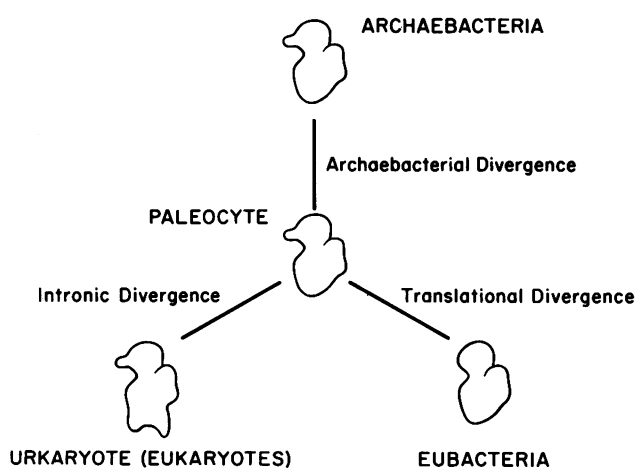 ARCHAEBACTERIA
Archaebacterial Divergence
PALEOCYTE
Intronic Divergence
Translational Divergence
URKARYOTE (EUKARYOTES)
EUBACTERIA